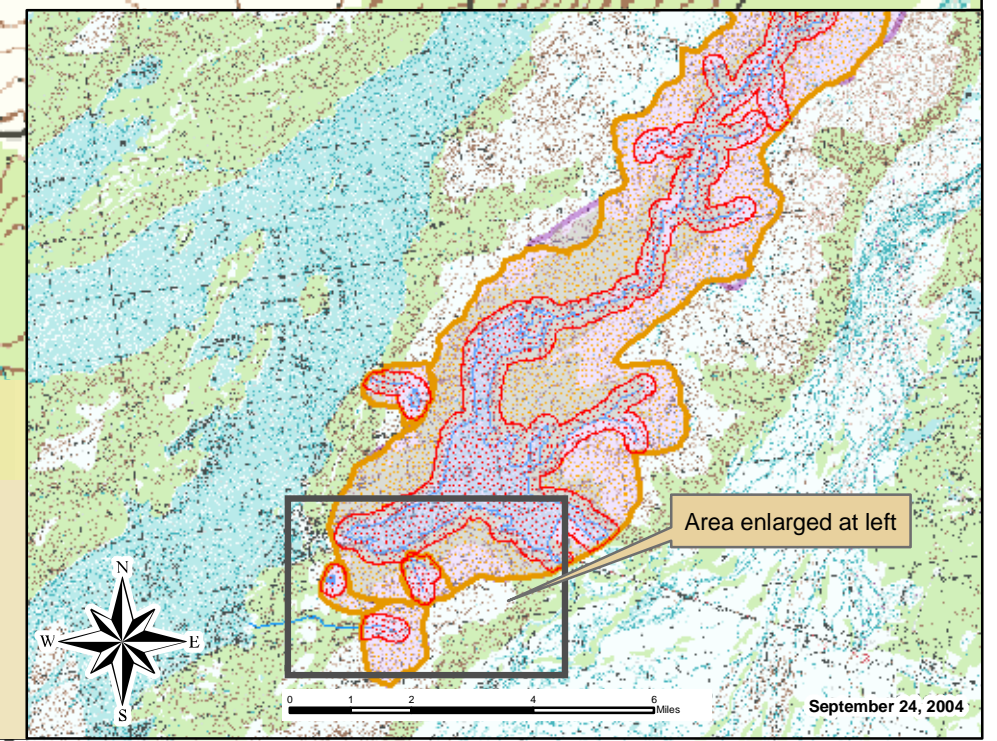 Area enlarged at left
N
W E
S
0 1 2 4 6
Miles
September 24, 2004